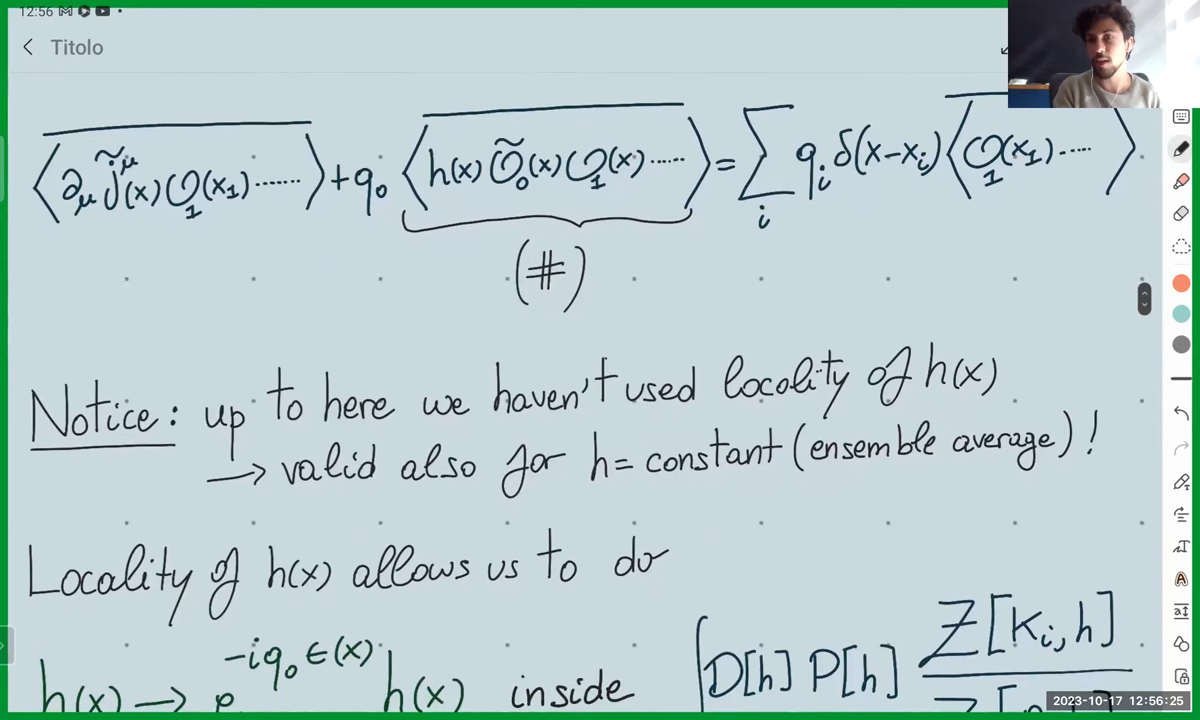 12:56
Titolo
⟨∂_μ J̃^μ(x) O_1(x_1)......⟩ + q_0 ⟨h(x) Õ_0(x) O_1(x).....⟩ = Σ_i q_i δ(x-x_i) ⟨O_1(x_1)....⟩
(#)
Notice: up to here we haven't used locality of h(x)
→ valid also for h = constant (ensemble average)!
Locality of h(x) allows us to do
h(x) → e^{-iq_0 ε(x)} h(x) inside ∫D[h] P[h] Z[K_i, h]
2023-10-17 12:56:25